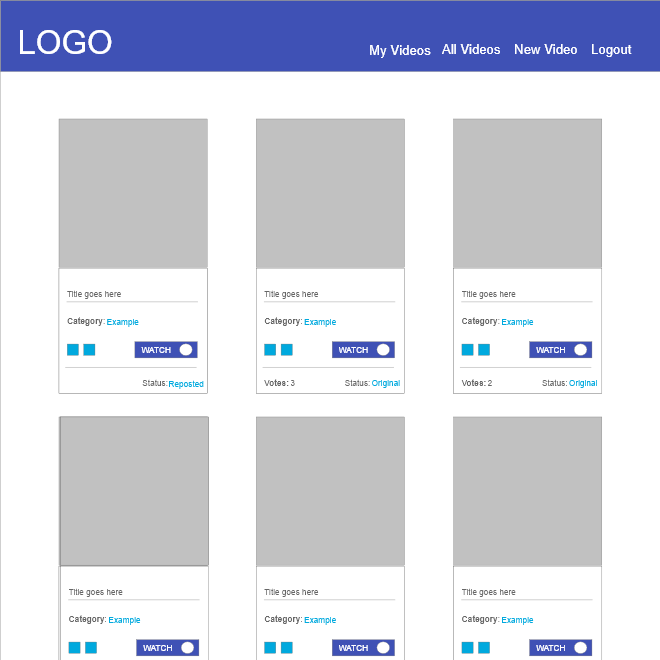 LOGO
My Videos All Videos New Video Logout
Title goes here Title goes here Title goes here
Category: Example Category: Example Category: Example
WATCH WATCH WATCH
Status: Reposted Votes: 3 Status: Original Votes: 2 Status: Original
Title goes here Title goes here Title goes here
Category: Example Category: Example Category: Example
WATCH WATCH WATCH